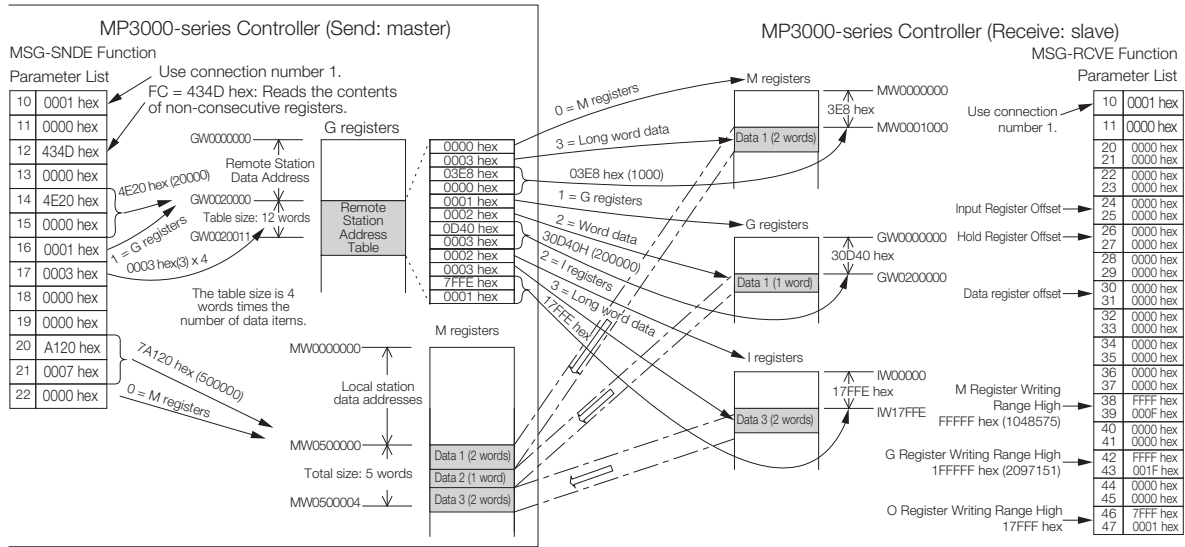 MP3000-series Controller (Send: master)
MSG-SNDE Function
Parameter List
10 0001 hex
11 0000 hex
12 434D hex
13 0000 hex
14 4E20 hex
15 0000 hex
16 0001 hex
17 0003 hex
18 0000 hex
19 0000 hex
20 A120 hex
21 0007 hex
22 0000 hex
Use connection number 1.
FC = 434D hex: Reads the contents
of non-consecutive registers.
4E20 hex (20000)
1 = G registers
0003 hex(3) x 4
The table size is 4
words times the
number of data items.
7A120 hex (500000)
0 = M registers
G registers
GW0000000
Remote Station
Data Address
GW0020000
Table size: 12 words
GW0020011
Remote
Station
Address
Table
0000 hex
0003 hex
03E8 hex
0000 hex
0001 hex
0002 hex
0D40 hex
0003 hex
0002 hex
0003 hex
7FFE hex
0001 hex
M registers
MW0000000
Local station
data addresses
MW0500000
Total size: 5 words
MW0500004
Data 1 (2 words)
Data 2 (1 word)
Data 3 (2 words)
0 = M registers
3 = Long word data
03E8 hex (1000)
1 = G registers
2 = Word data
30D40H (200000)
2 = I registers
3 = Long word data
17FFE hex
MP3000-series Controller (Receive: slave)
MSG-RCVE Function
Parameter List
M registers
MW0000000
3E8 hex
MW0001000
Data 1 (2 words)
G registers
GW0000000
30D40 hex
GW0200000
Data 1 (1 word)
I registers
IW00000
17FFE hex
IW17FFE
Data 3 (2 words)
Use connection
number 1.
Input Register Offset
Hold Register Offset
Data register offset
M Register Writing
Range High
FFFFF hex (1048575)
G Register Writing Range High
1FFFFF hex (2097151)
O Register Writing Range High
17FFF hex
10 0001 hex
11 0000 hex
20 0000 hex
21 0000 hex
22 0000 hex
23 0000 hex
24 0000 hex
25 0000 hex
26 0000 hex
27 0000 hex
28 0000 hex
29 0000 hex
30 0000 hex
31 0000 hex
32 0000 hex
33 0000 hex
34 0000 hex
35 0000 hex
36 0000 hex
37 0000 hex
38 FFFF hex
39 000F hex
40 0000 hex
41 0000 hex
42 FFFF hex
43 001F hex
44 0000 hex
45 0000 hex
46 7FFF hex
47 0001 hex